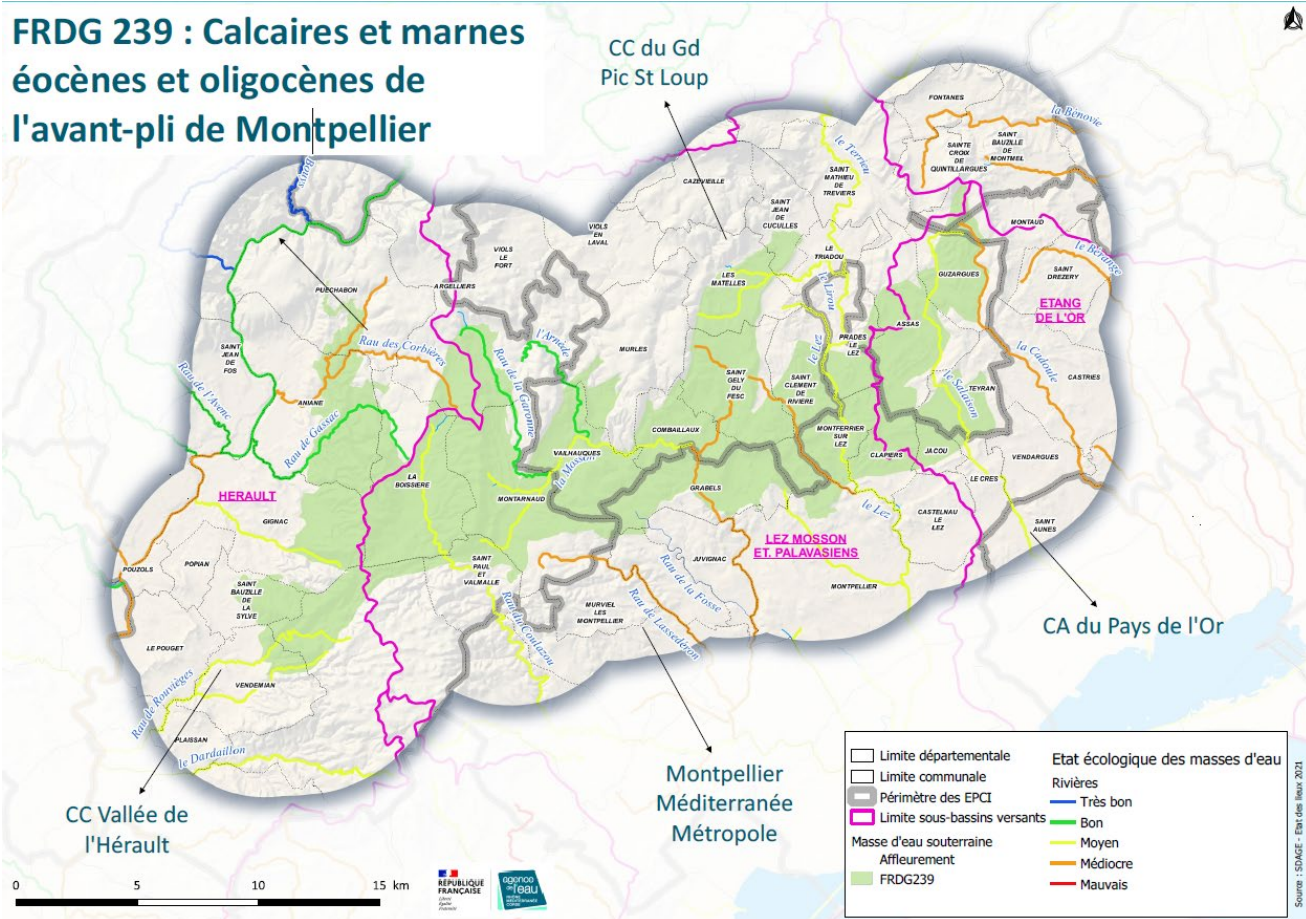 FRDG 239 : Calcaires et marnes
éocènes et oligocènes de
l'avant-pli de Montpellier
CC du Gd
Pic St Loup
FONTANES
la Bénovie
le Terrieu
SAINTE
CROIX
DE
QUINTILLARGUES
SAINT
BAUZILLE
DE
MONTMEL
Bouys
CAZEVIEILLE
SAINT
MATHIEU
DE
TREVIERS
SAINT
JEAN
DE
CUCULLES
MONTAUD
VIOLS
EN
LAVAL
VIOLS
LE
FORT
LE
TRIADOU
le Bérange
LES
MATELLES
GUZARGUES
SAINT
DREZERY
PUECHABON
ARGELLIERS
le Lirou
ETANG
DE L'OR
ASSAS
l'Arnède
Rau des Corbières
SAINT
JEAN
DE
FOS
MURLES
le Lez
PRADES
LE
LEZ
la Cadoule
Rau de la Garonne
Rau de l'Avenc
SAINT
GELY
DU
FESC
SAINT
CLEMENT
DE
RIVIERE
le Salaison
TEYRAN
CASTRIES
ANIANE
Rau de Gassac
COMBAILLAUX
MONTFERRIER
SUR
LEZ
VAILHAUQUES
la Mosson
CLAPIERS
JACOU
VENDARGUES
LA
BOISSIERE
HERAULT
MONTARNAUD
GRABELS
LE CRES
le Lez
CASTELNAU
LE
LEZ
SAINT
AUNES
GIGNAC
LEZ MOSSON
ET. PALAVASIENS
POUZOLS
POPIAN
SAINT
PAUL
ET
VALMALLE
JUVIGNAC
Rau de la Fosse
MONTPELLIER
SAINT
BAUZILLE
DE
LA
SYLVE
Rau du Coulazou
MURVIEL
LES
MONTPELLIER
Rau de Lassederon
CA du Pays de l'Or
LE POUGET
VENDEMIAN
Rau de Rouvièges
PLAISSAN
le Dardaillon
CC Vallée de
l'Hérault
Montpellier
Méditerranée
Métropole
Limite départementale
Limite communale
Périmètre des EPCI
Limite sous-bassins versants
Masse d'eau souterraine
Affleurement
FRDG239
Etat écologique des masses d'eau
Rivières
Très bon
Bon
Moyen
Médiocre
Mauvais
Source : SDAGE - Etat des lieux 2021
0 5 10 15 km
RÉPUBLIQUE
FRANÇAISE
Liberté
Égalité
Fraternité
agence
de l'eau
RHÔNE
MÉDITERRANÉE
CORSE